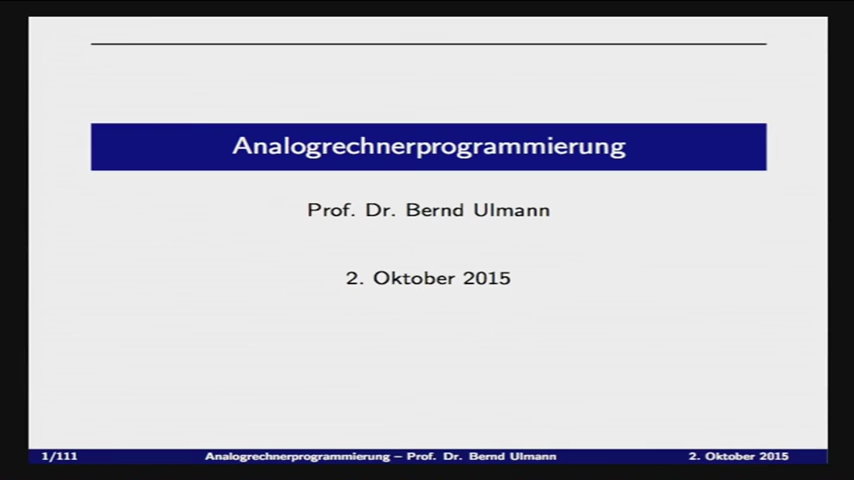 Analogrechnerprogrammierung
Prof. Dr. Bernd Ulmann
2. Oktober 2015
1/111 Analogrechnerprogrammierung – Prof. Dr. Bernd Ulmann 2. Oktober 2015